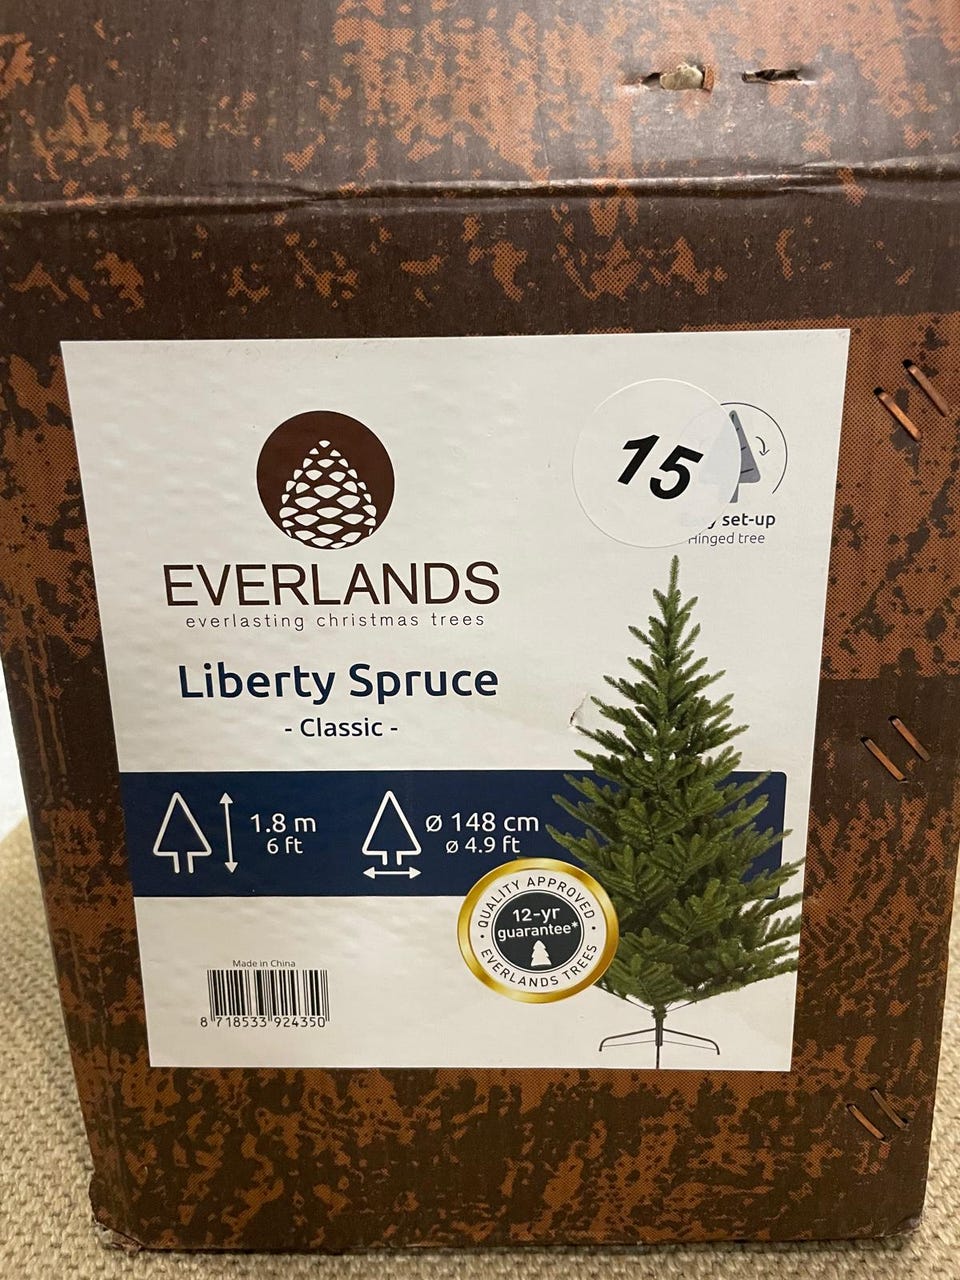 15
set-up
Hinged tree
EVERLANDS
everlasting christmas trees
Liberty Spruce
- Classic -
1.8 m
6 ft
ø 148 cm
ø 4.9 ft
QUALITY APPROVED
12-yr
guarantee*
EVERLANDS TREES
Made in China
8 718533 924350